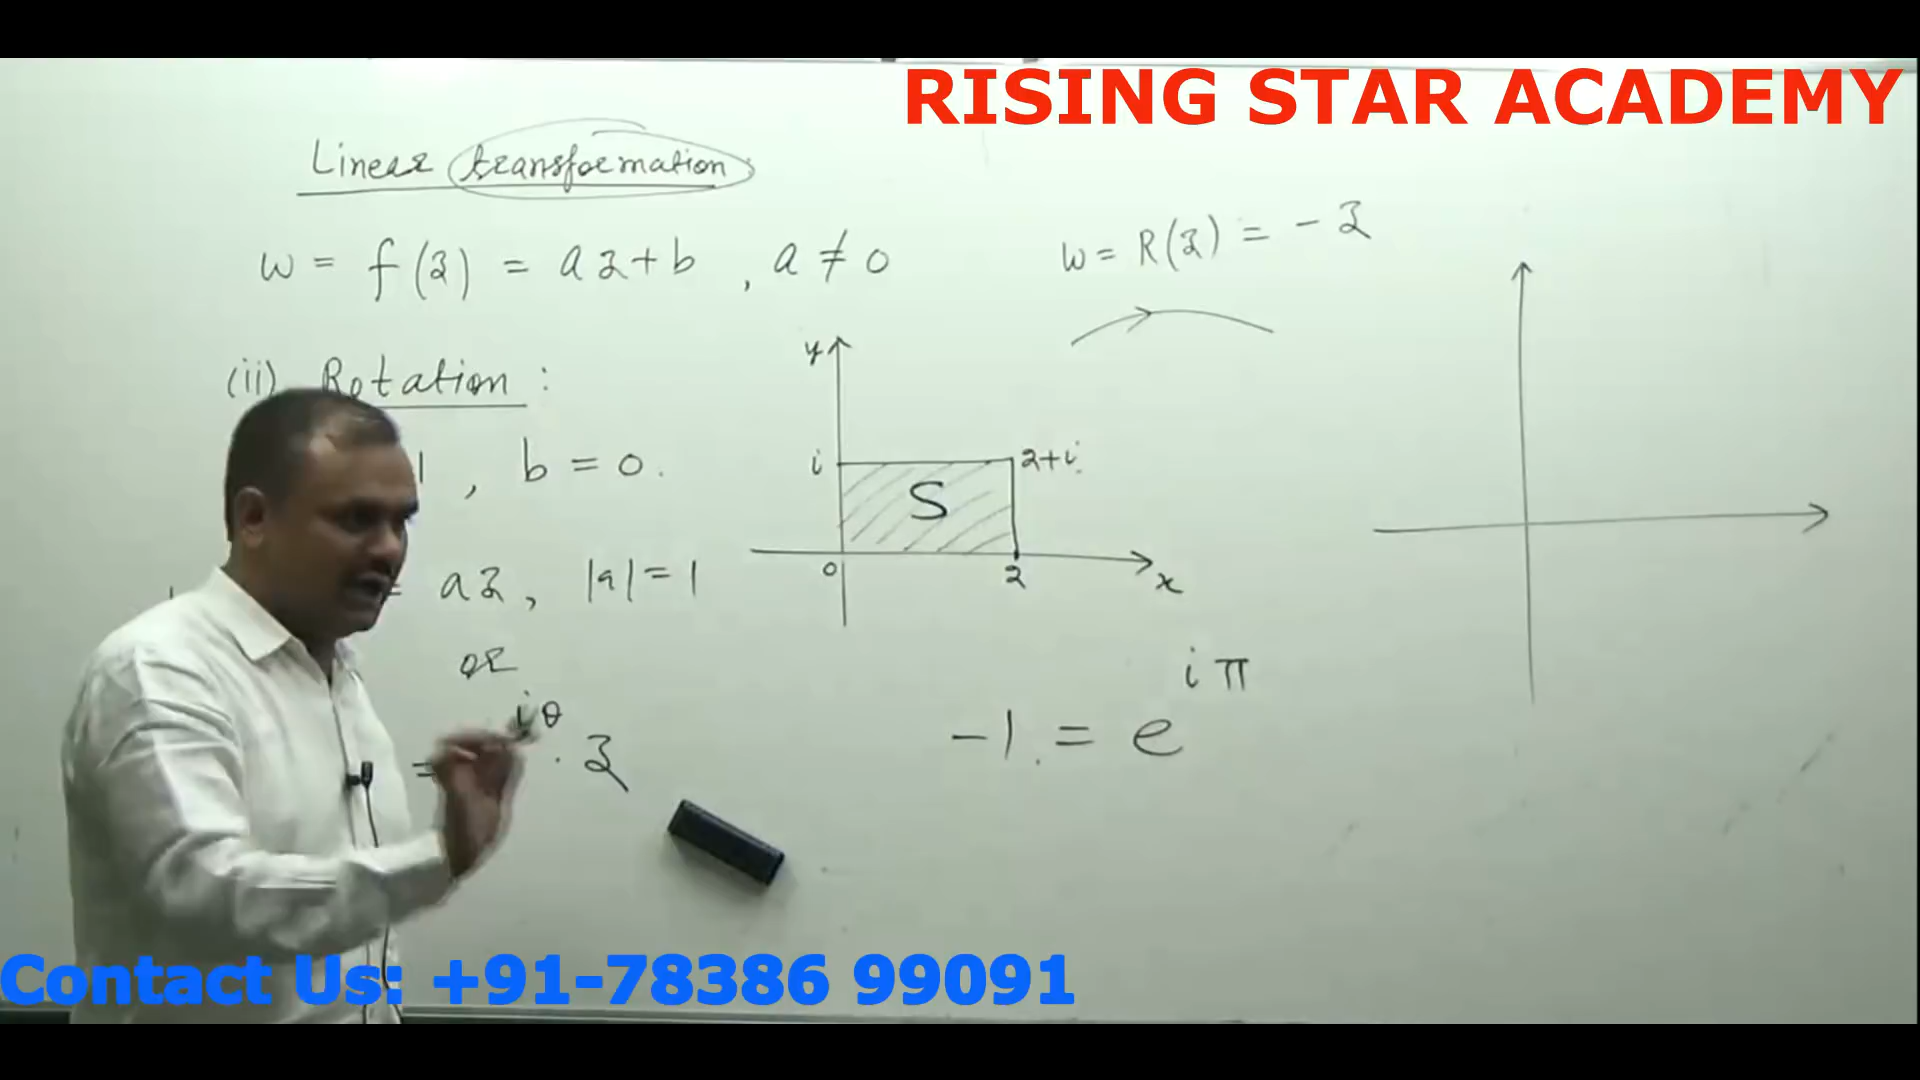 RISING STAR ACADEMY
Linear transformation
w = f(z) = az+b , a ≠ 0
w = R(z) = -z
(ii) Rotation :
1 , b = 0.
= az, |a| = 1
or
= iθ . z
y
i
2+i
S
0
2
x
-1 = e^{iπ}
Contact Us: +91-78386 99091